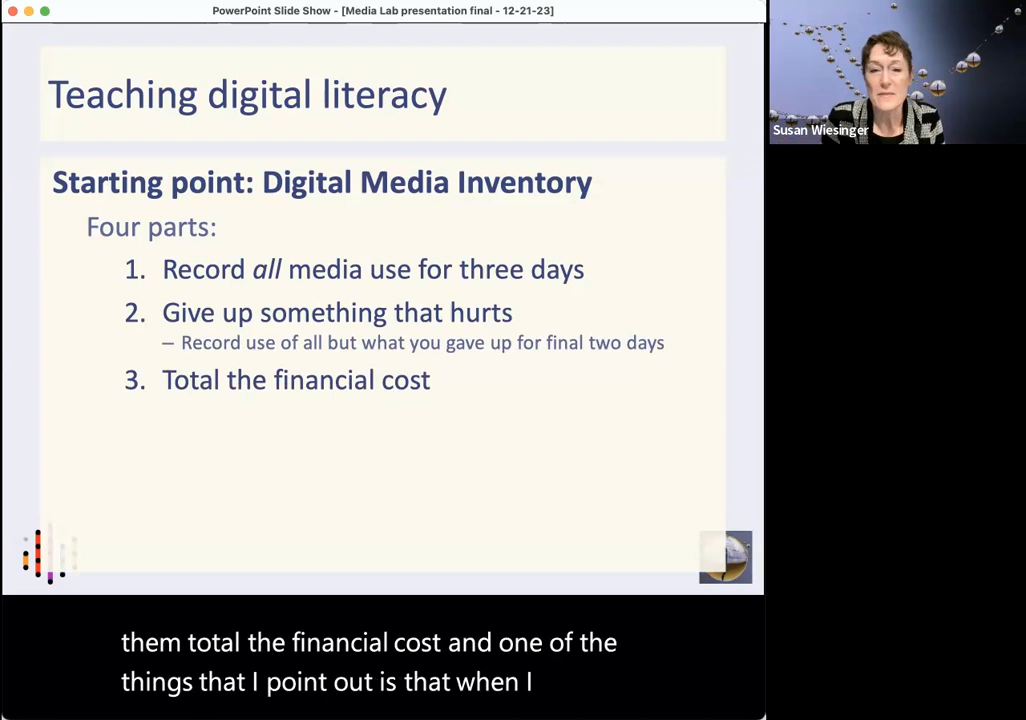 PowerPoint Slide Show - [Media Lab presentation final - 12-21-23]
Teaching digital literacy
Susan Wiesinger
Starting point: Digital Media Inventory
Four parts:
1. Record all media use for three days
2. Give up something that hurts
– Record use of all but what you gave up for final two days
3. Total the financial cost
them total the financial cost and one of the
things that I point out is that when I